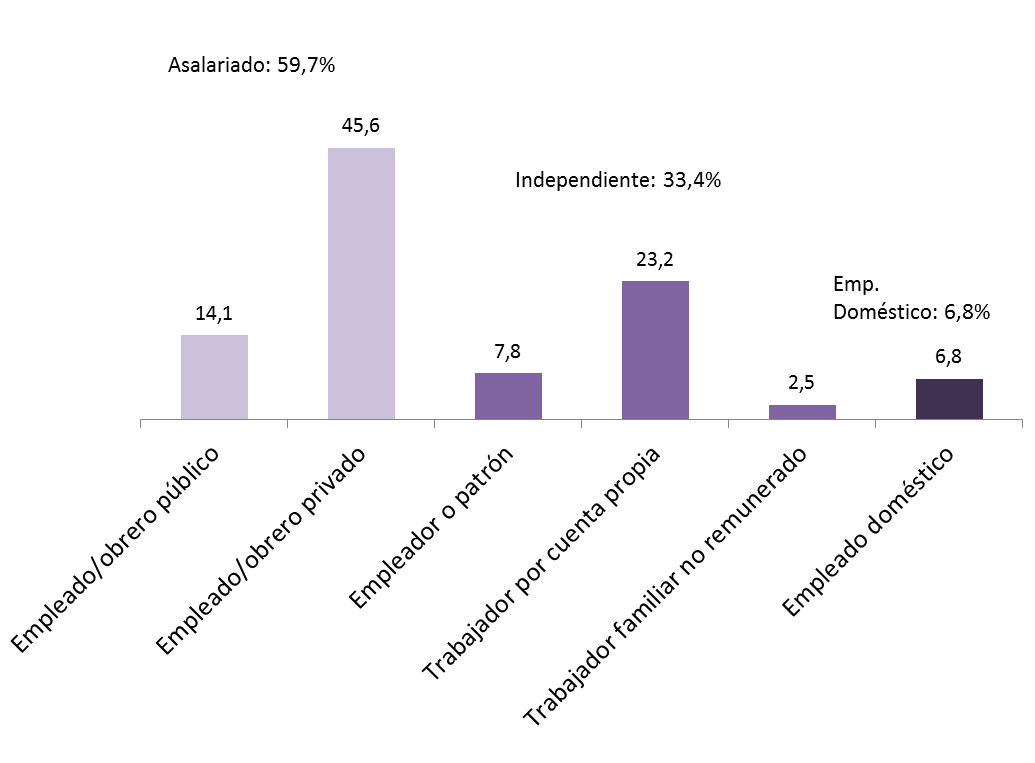 Asalariado: 59,7%
45,6
Independiente: 33,4%
23,2
Emp.
Doméstico: 6,8%
14,1
7,8
6,8
2,5
Empleado/obrero público
Empleado/obrero privado
Empleador o patrón
Trabajador por cuenta propia
Trabajador familiar no remunerado
Empleado doméstico